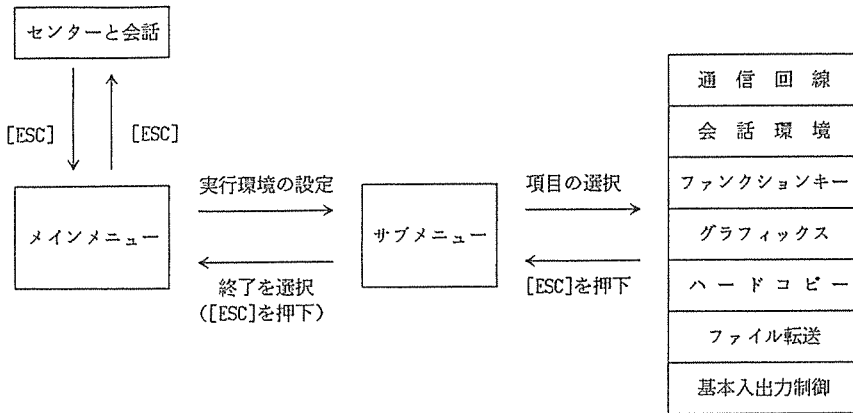 センターと会話
[ESC]
[ESC]
メインメニュー
実行環境の設定
終了を選択
([ESC]を押下)
サブメニュー
項目の選択
[ESC]を押下
通信回線
会話環境
ファンクションキー
グラフィックス
ハードコピー
ファイル転送
基本入出力制御